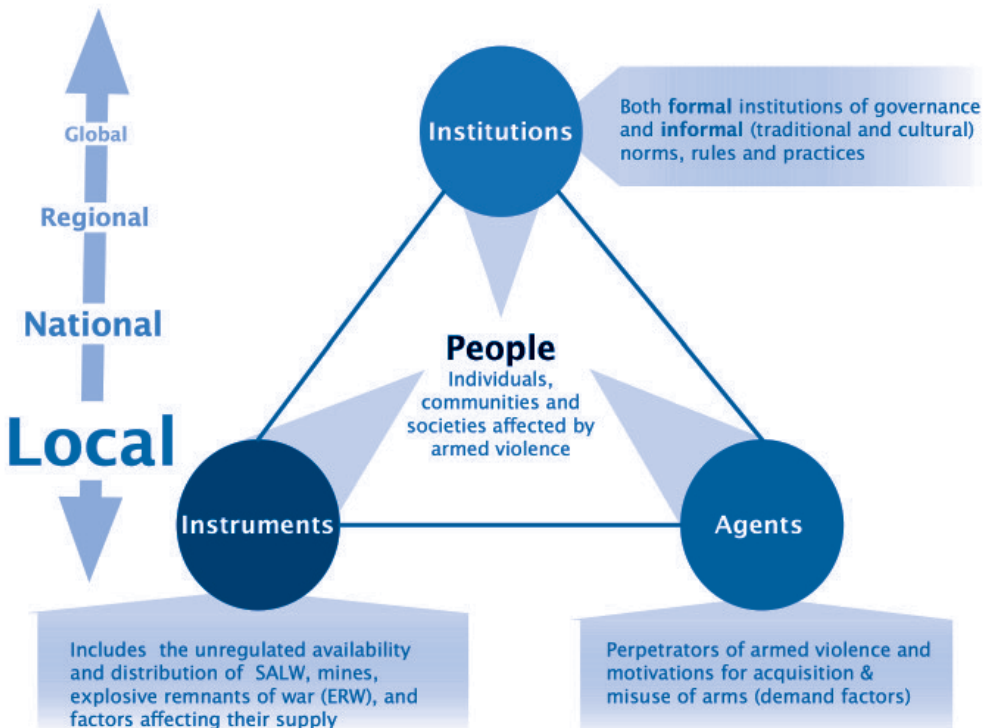 Global
Regional
National
Local
Institutions
Both formal institutions of governance
and informal (traditional and cultural)
norms, rules and practices
People
Individuals,
communities and
societies affected by
armed violence
Instruments
Agents
Includes the unregulated availability
and distribution of SALW, mines,
explosive remnants of war (ERW), and
factors affecting their supply
Perpetrators of armed violence and
motivations for acquisition &
misuse of arms (demand factors)